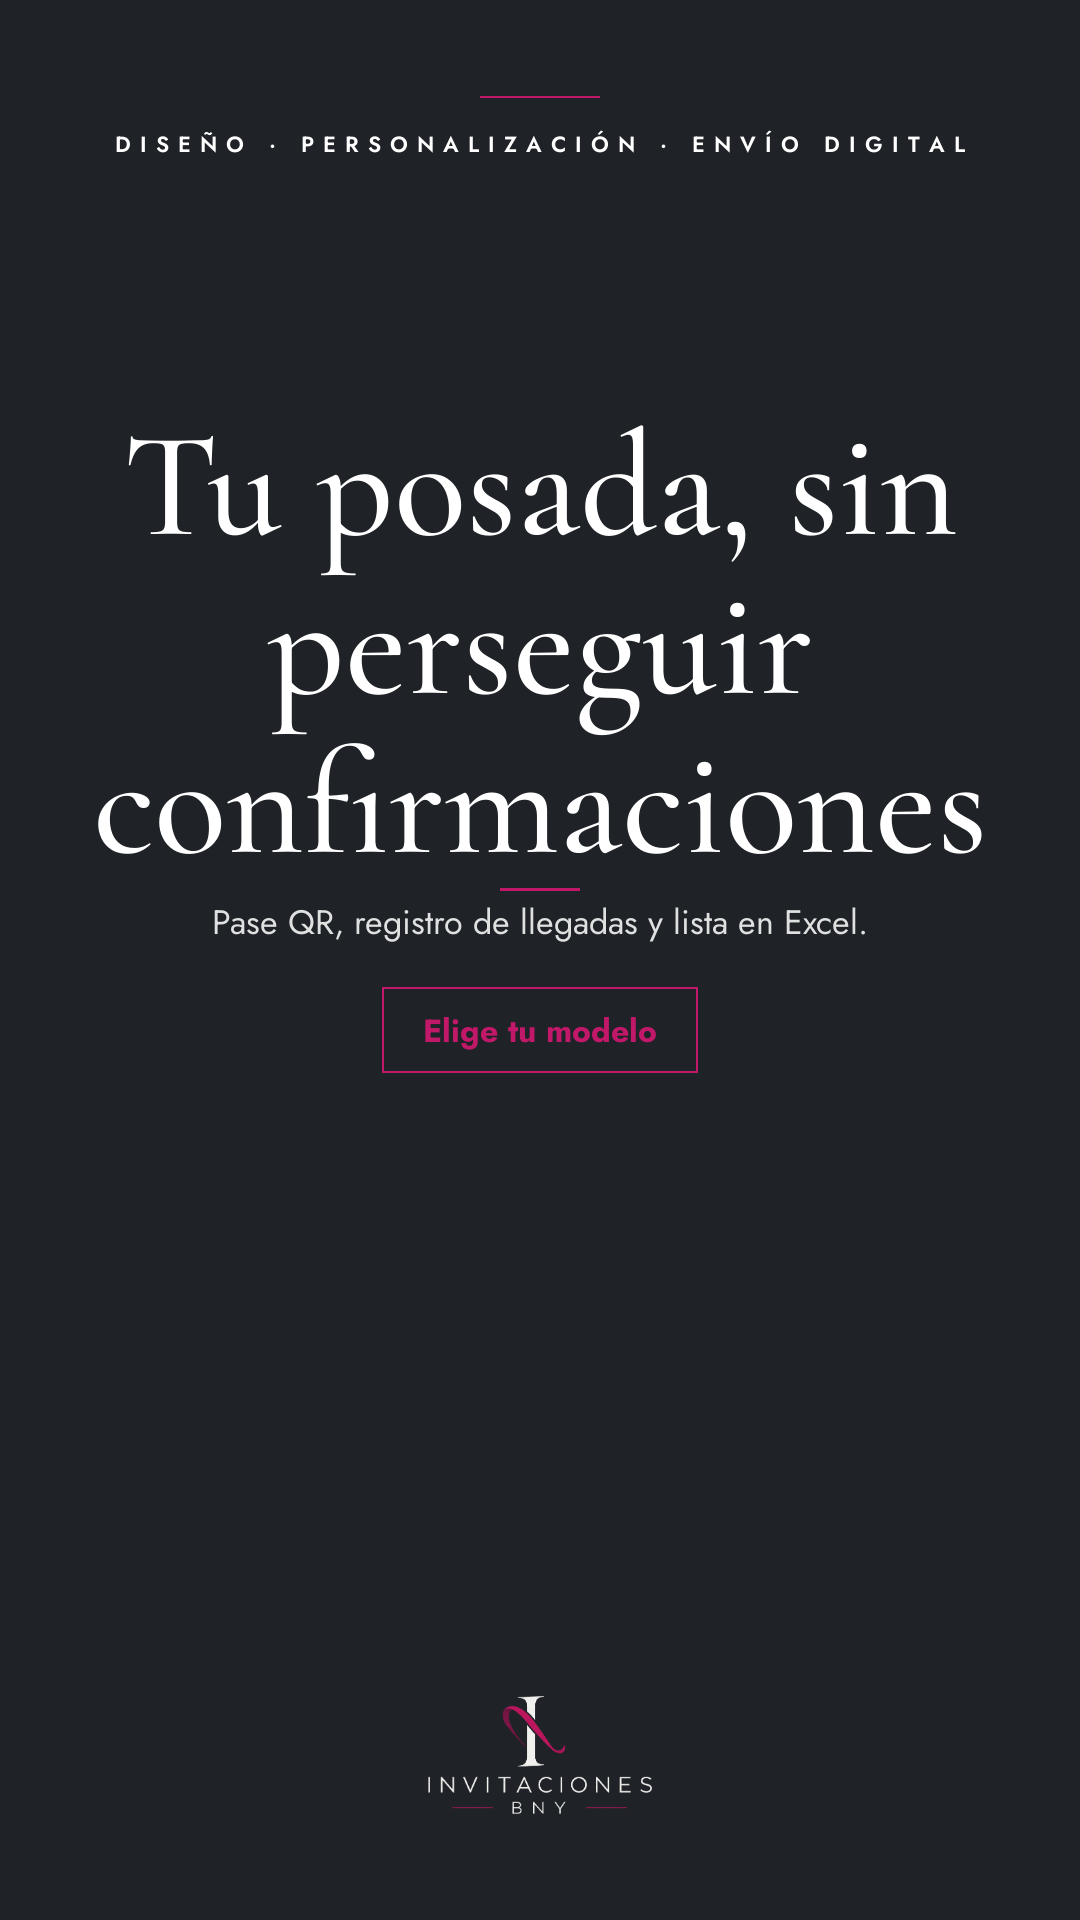 DISEÑO · PERSONALIZACIÓN · ENVÍO DIGITAL
Tu posada, sin
perseguir
confirmaciones
Pase QR, registro de llegadas y lista en Excel.
Elige tu modelo
INVITACIONES
BNY